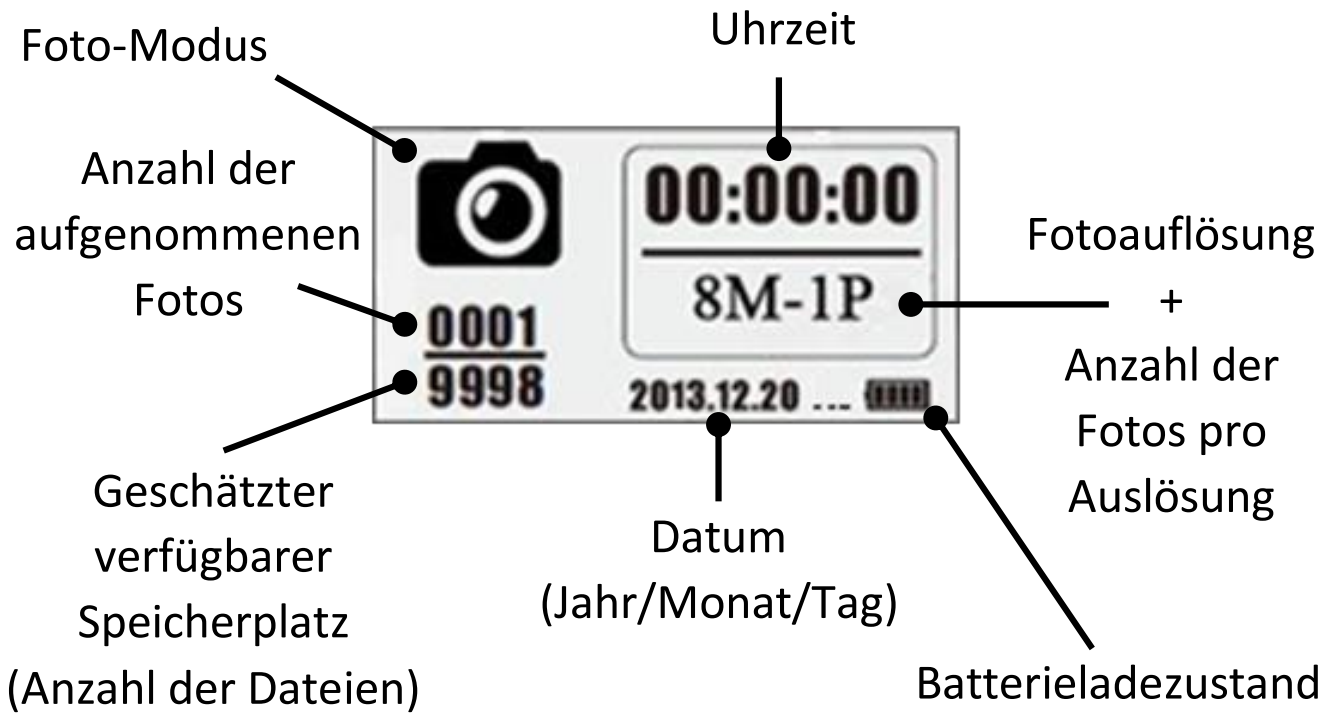 Foto-Modus
Uhrzeit
Anzahl der
aufgenommenen
Fotos
00:00:00
8M-1P
0001
9998
2013.12.20 ...
Fotoauflösung
+
Anzahl der
Fotos pro
Auslösung
Geschätzter
verfügbarer
Speicherplatz
(Anzahl der Dateien)
Datum
(Jahr/Monat/Tag)
Batterieladezustand